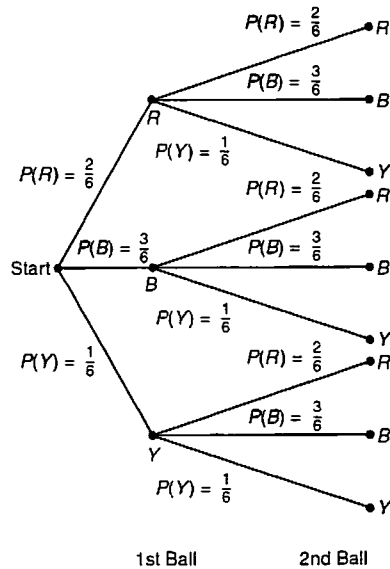 P(R) = 2/6
R
P(B) = 3/6
B
R
P(Y) = 1/6
P(R) = 2/6
Y
P(R) = 2/6
R
P(B) = 3/6
P(B) = 3/6
Start
B
B
P(Y) = 1/6
Y
P(Y) = 1/6
P(R) = 2/6
R
P(B) = 3/6
B
Y
P(Y) = 1/6
Y
1st Ball 2nd Ball